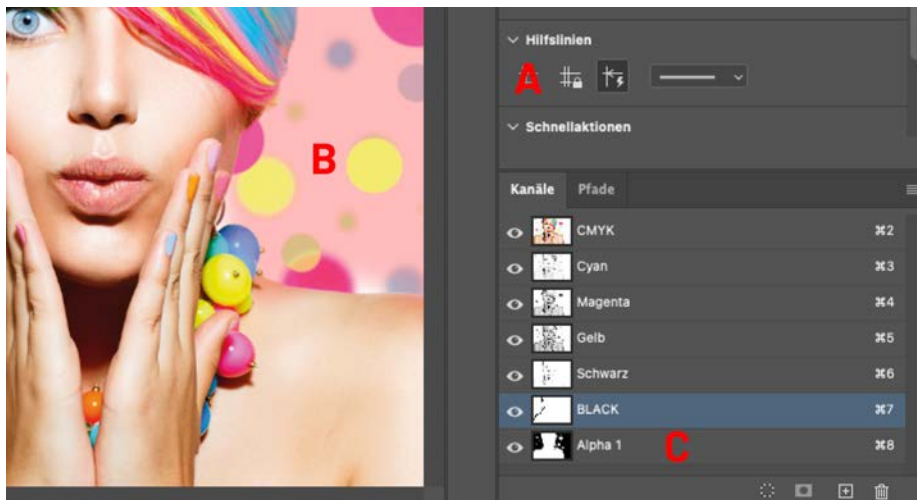 Hilfslinien
A
B
Schnellaktionen
Kanäle Pfade
CMYK ⌘2
Cyan ⌘3
Magenta ⌘4
Gelb ⌘5
Schwarz ⌘6
BLACK ⌘7
Alpha 1 C ⌘8